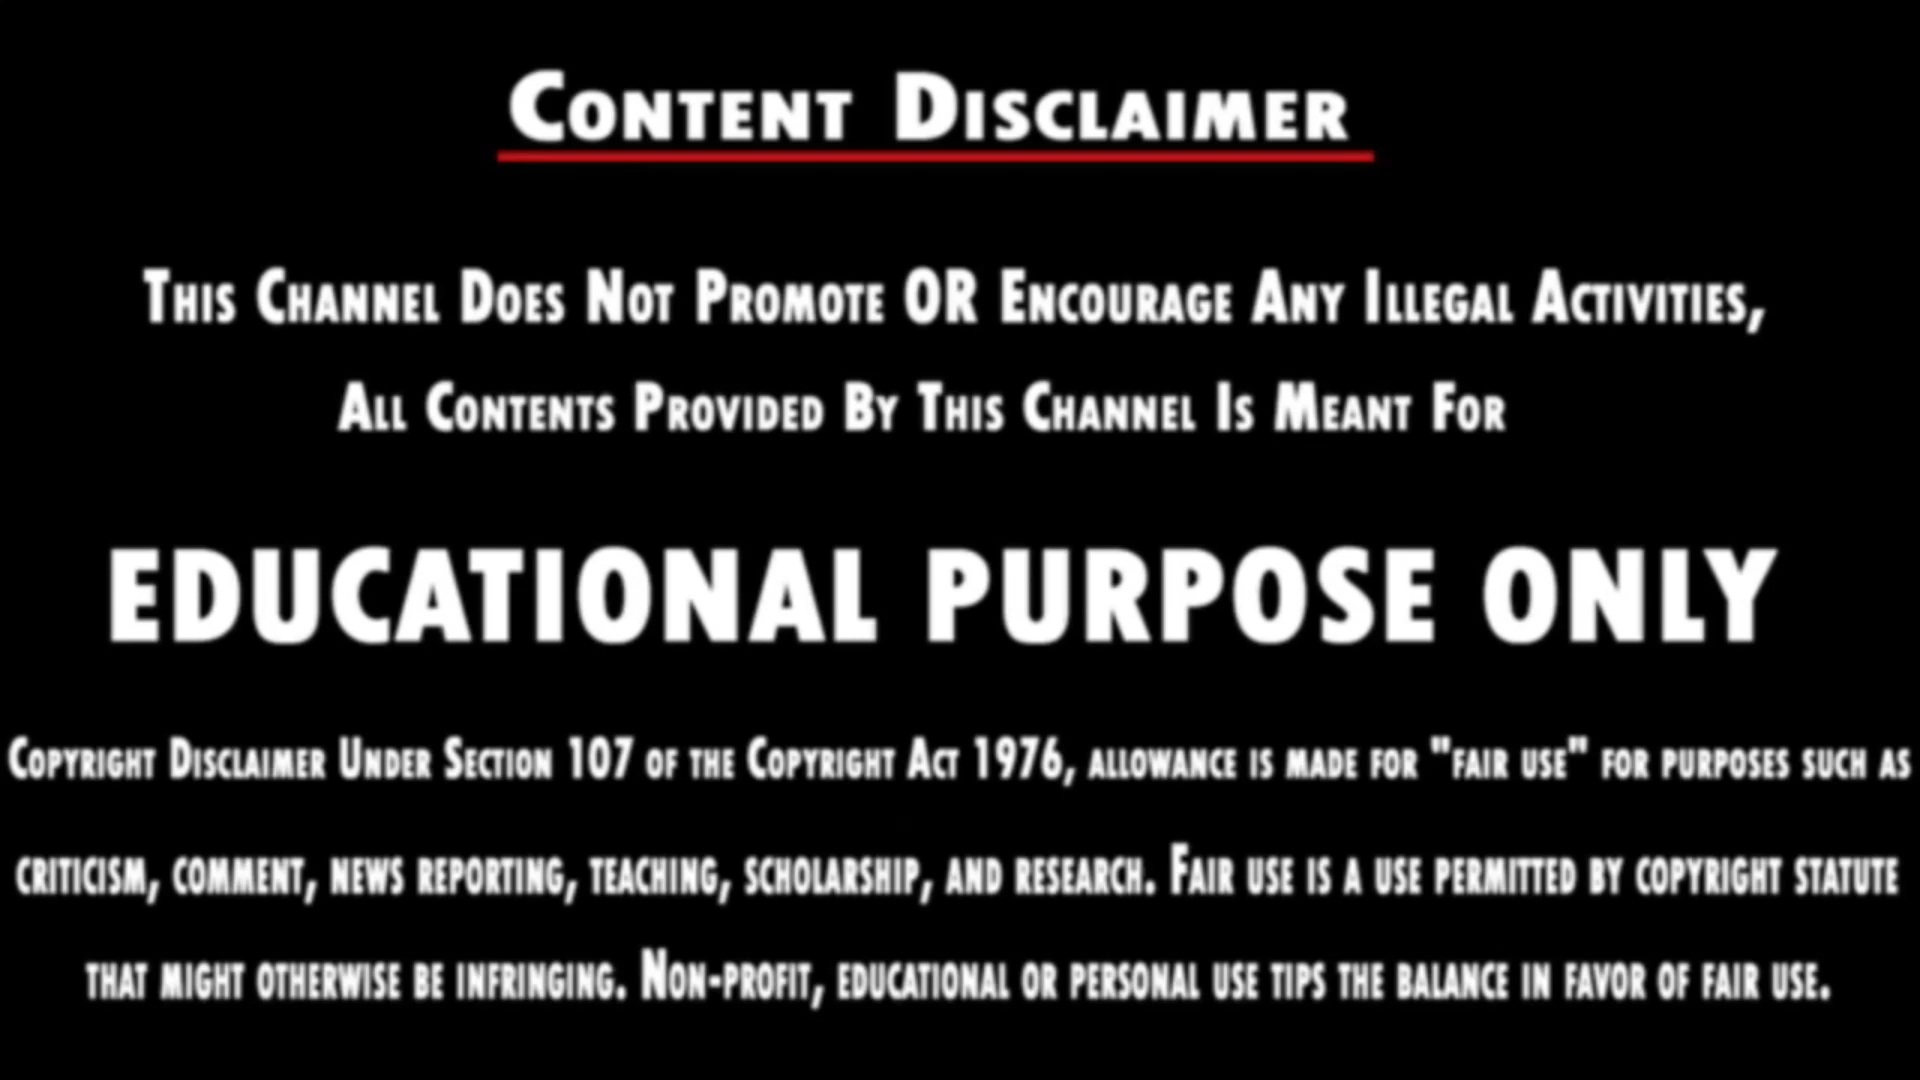 Content Disclaimer
This Channel Does Not Promote OR Encourage Any Illegal Activities,
All Contents Provided By This Channel Is Meant For
EDUCATIONAL PURPOSE ONLY
Copyright Disclaimer Under Section 107 of the Copyright Act 1976, allowance is made for "fair use" for purposes such as
criticism, comment, news reporting, teaching, scholarship, and research. Fair use is a use permitted by copyright statute
that might otherwise be infringing. Non-profit, educational or personal use tips the balance in favor of fair use.